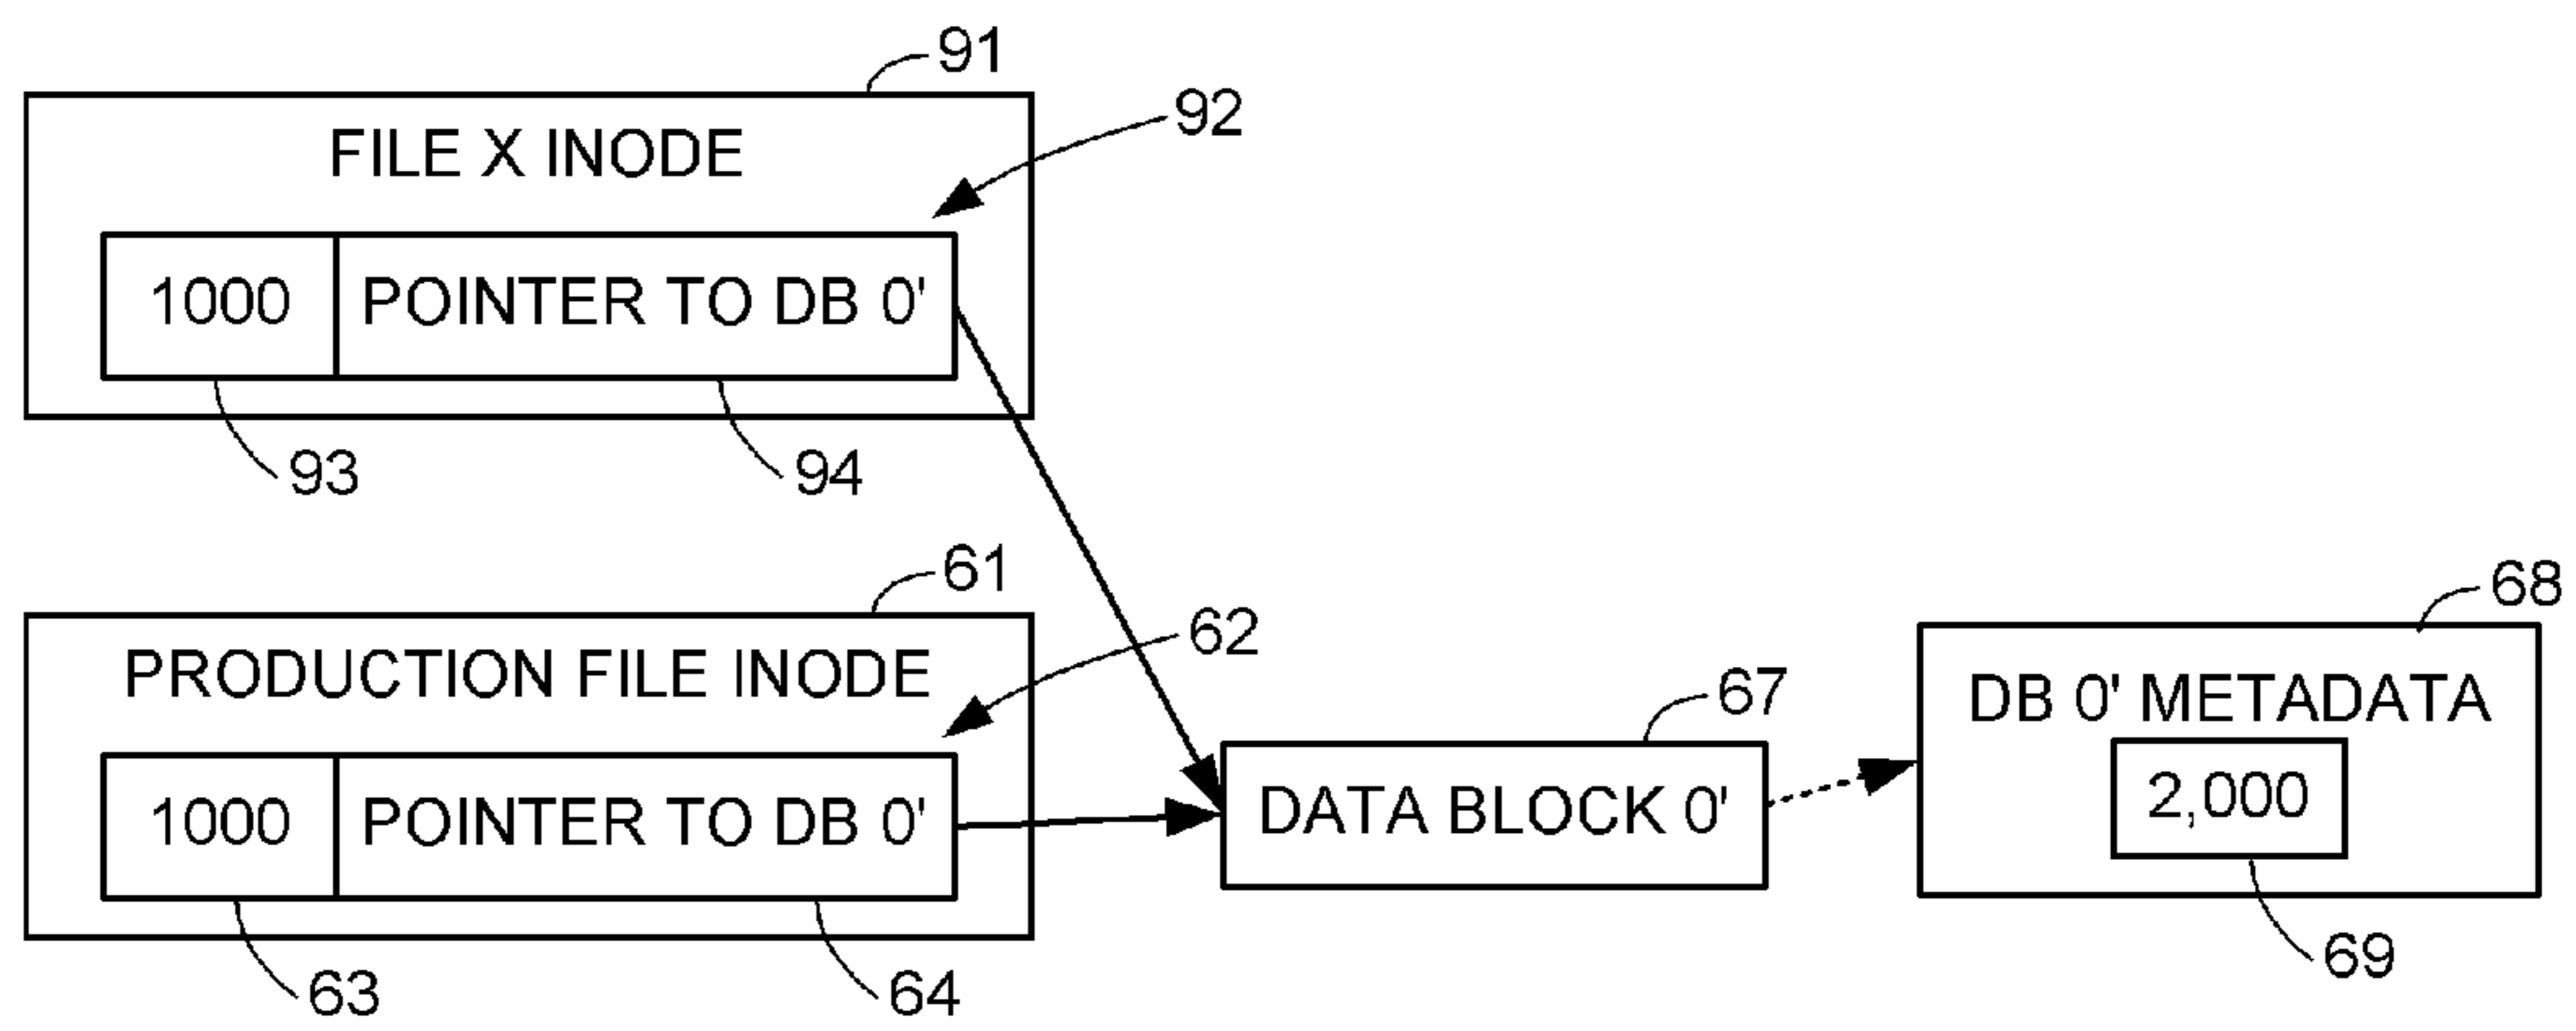 91
92
FILE X INODE
1000 POINTER TO DB 0'
93 94
61
62
68
PRODUCTION FILE INODE
67
DB 0' METADATA
1000 POINTER TO DB 0'
DATA BLOCK 0'
2,000
63 64
69